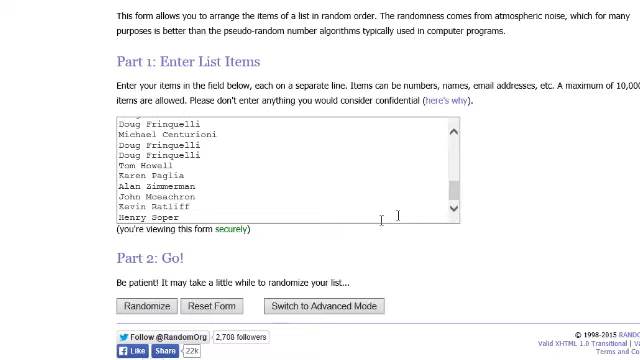 This form allows you to arrange the items of a list in random order. The randomness comes from atmospheric noise, which for many
purposes is better than the pseudo-random number algorithms typically used in computer programs.
Part 1: Enter List Items
Enter your items in the field below, each on a separate line. Items can be numbers, names, email addresses, etc. A maximum of 10,000
items are allowed. Please don't enter anything you would consider confidential (here's why).
Doug Frinquelli
Michael Centurioni
Doug Frinquelli
Doug Frinquelli
Tom Howell
Karen Paglia
Alan Zimmerman
John Mceachron
Kevin Ratliff
Henry Soper
(you're viewing this form securely)
Part 2: Go!
Be patient! It may take a little while to randomize your list...
Randomize Reset Form Switch to Advanced Mode
Follow @RandomOrg 2,708 followers
Like Share 22k
© 1998-2015 RAND
Valid XHTML 1.0 Transitional | Va
Terms and Co